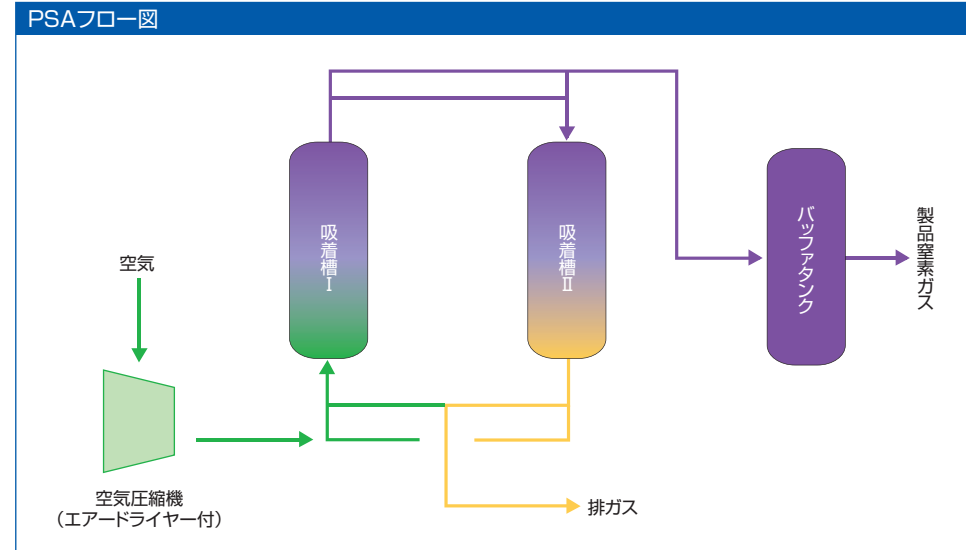 PSAフロー図
吸着槽Ⅰ
吸着槽Ⅱ
バッファタンク
製品窒素ガス
空気
空気圧縮機
（エアードライヤー付）
排ガス